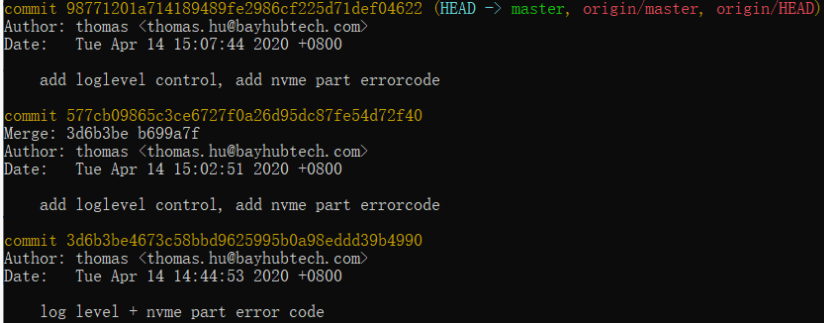 commit 98771201a714189489fe2986cf225d71def04622 (HEAD -> master, origin/master, origin/HEAD)
Author: thomas <thomas.hu@bayhubtech.com>
Date:   Tue Apr 14 15:07:44 2020 +0800
    add loglevel control, add nvme part errorcode
commit 577cb09865c3ce6727f0a26d95dc87fe54d72f40
Merge: 3d6b3be b699a7f
Author: thomas <thomas.hu@bayhubtech.com>
Date:   Tue Apr 14 15:02:51 2020 +0800
    add loglevel control, add nvme part errorcode
commit 3d6b3be4673c58bbd9625995b0a98eddd39b4990
Author: thomas <thomas.hu@bayhubtech.com>
Date:   Tue Apr 14 14:44:53 2020 +0800
    log level + nvme part error code